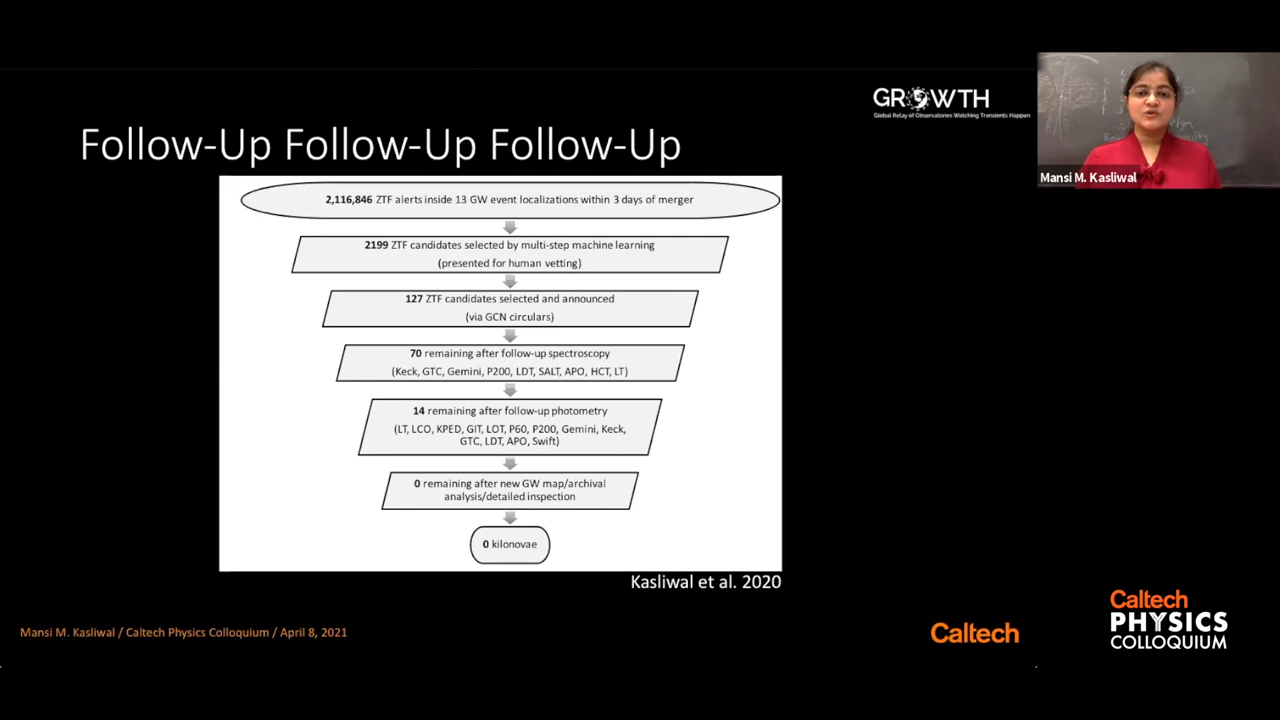 GROWTH
Global Relay of Observatories Watching Transients Happen
Follow-Up Follow-Up Follow-Up
2,116,846 ZTF alerts inside 13 GW event localizations within 3 days of merger
2199 ZTF candidates selected by multi-step machine learning
(presented for human vetting)
127 ZTF candidates selected and announced
(via GCN circulars)
70 remaining after follow-up spectroscopy
(Keck, GTC, Gemini, P200, LDT, SALT, APO, HCT, LT)
14 remaining after follow-up photometry
(LT, LCO, KPED, GIT, LOT, P60, P200, Gemini, Keck,
GTC, LDT, APO, Swift)
0 remaining after new GW map/archival
analysis/detailed inspection
0 kilonovae
Kasliwal et al. 2020
Mansi M. Kasliwal / Caltech Physics Colloquium / April 8, 2021
Caltech
Mansi M. Kasliwal
Caltech
PHYSICS
COLLOQUIUM